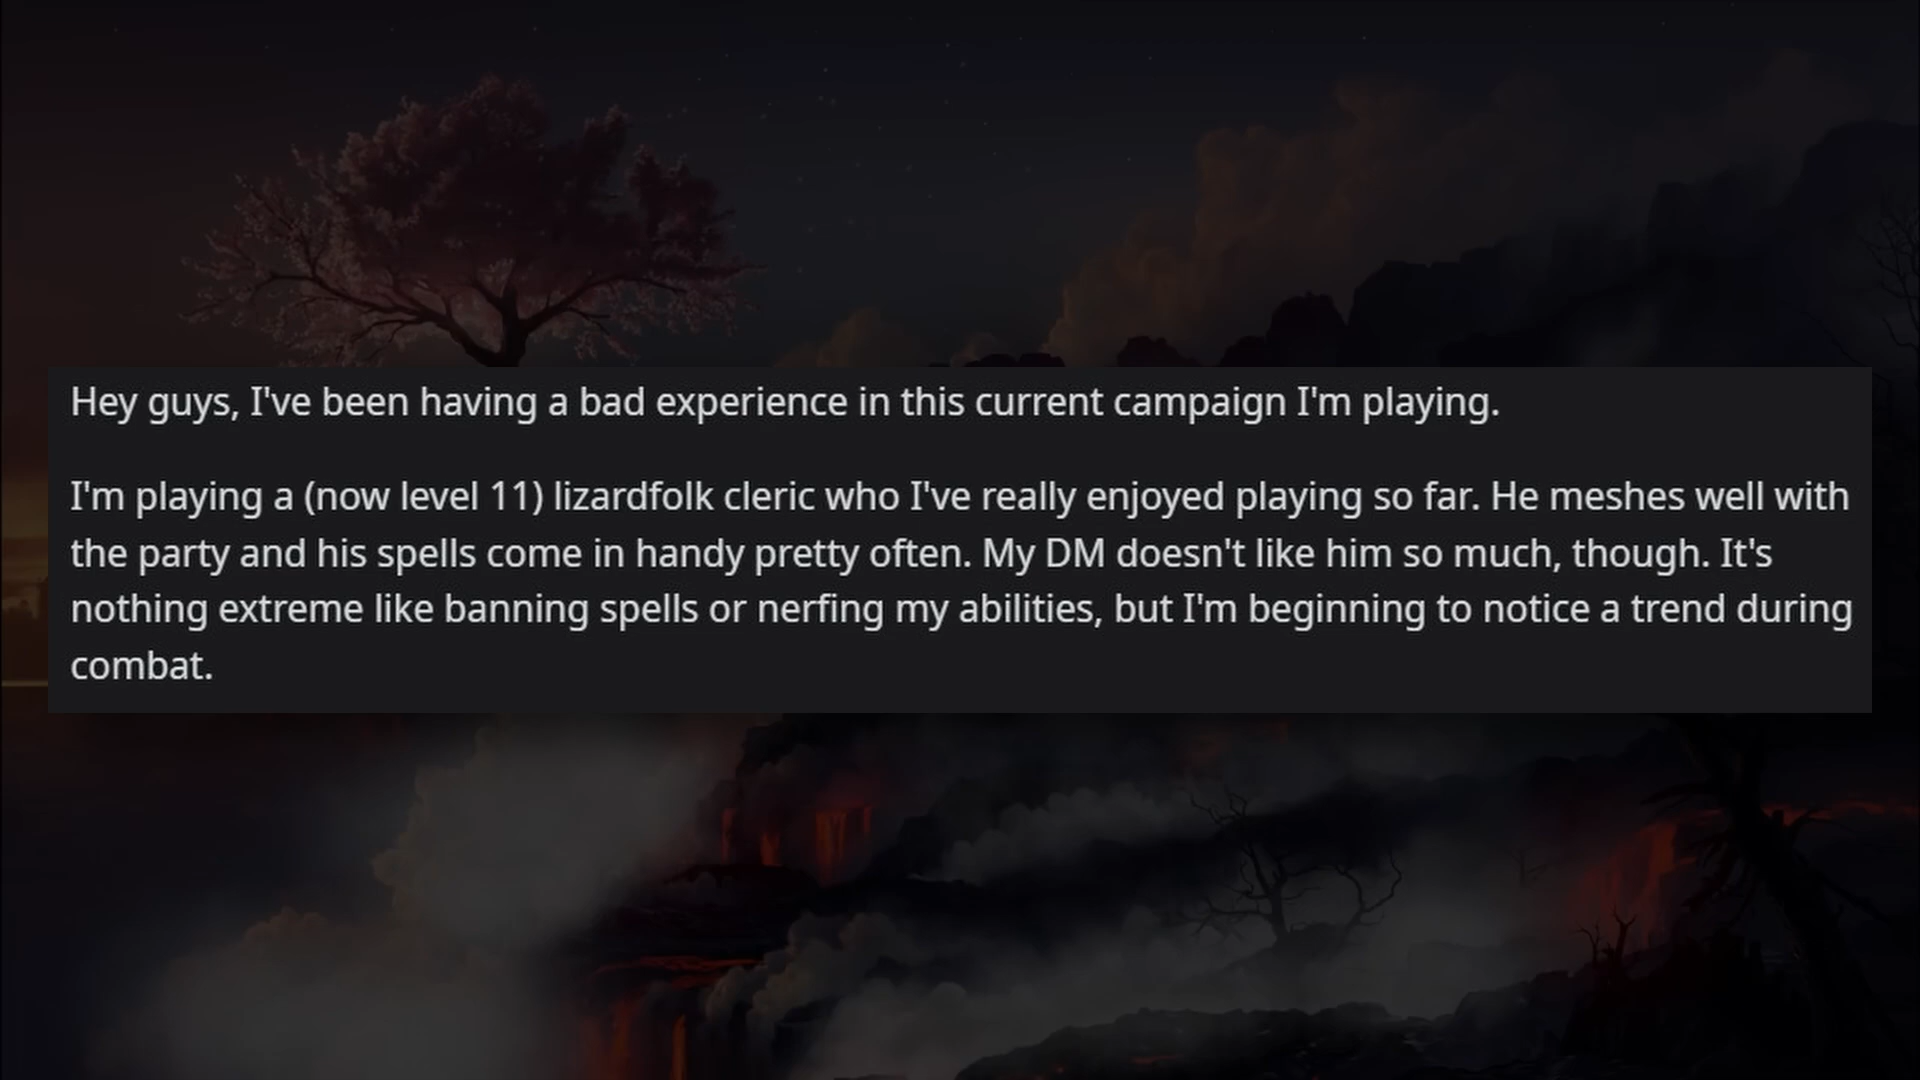 Hey guys, I've been having a bad experience in this current campaign I'm playing.
I'm playing a (now level 11) lizardfolk cleric who I've really enjoyed playing so far. He meshes well with
the party and his spells come in handy pretty often. My DM doesn't like him so much, though. It's
nothing extreme like banning spells or nerfing my abilities, but I'm beginning to notice a trend during
combat.